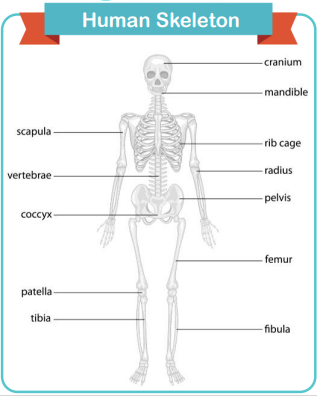 Human Skeleton
cranium
mandible
scapula
rib cage
radius
vertebrae
pelvis
coccyx
femur
patella
tibia
fibula